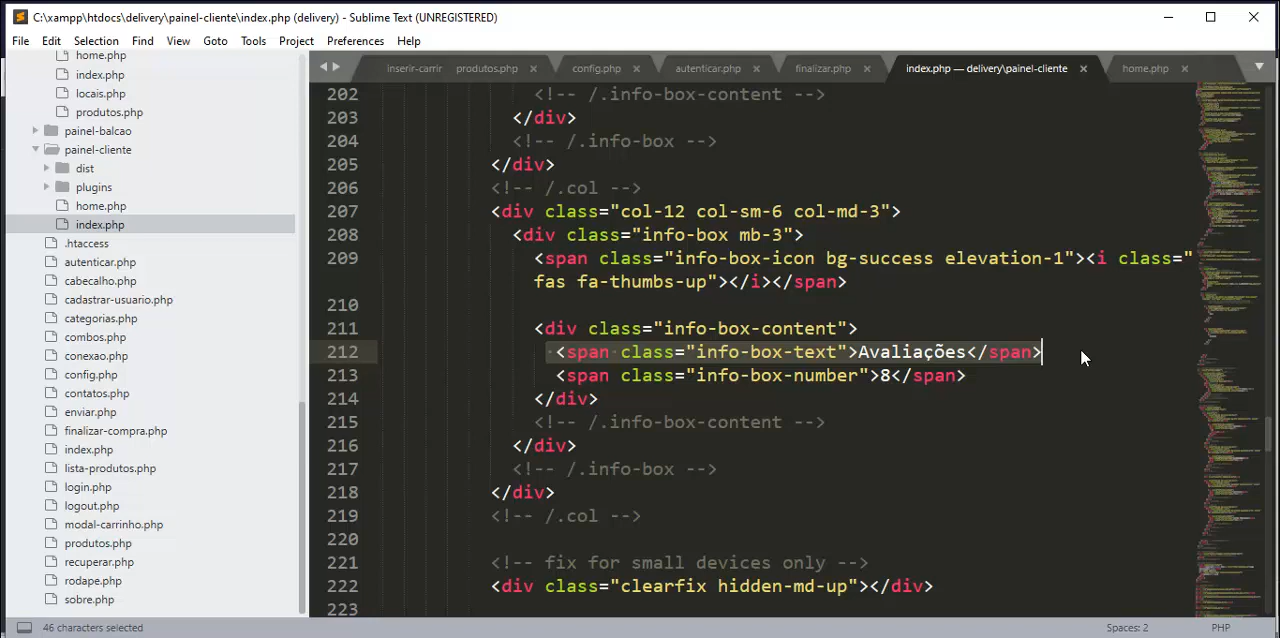 C:\xampp\htdocs\delivery\painel-cliente\index.php (delivery) - Sublime Text (UNREGISTERED)
File Edit Selection Find View Goto Tools Project Preferences Help
home.php
index.php
locais.php
produtos.php
painel-balcao
painel-cliente
dist
plugins
home.php
index.php
.htaccess
autenticar.php
cabecalho.php
cadastrar-usuario.php
categorias.php
combos.php
conexao.php
config.php
contatos.php
enviar.php
finalizar-compra.php
index.php
lista-produtos.php
login.php
logout.php
modal-carrinho.php
produtos.php
recuperar.php
rodape.php
sobre.php
inserir-carrir produtos.php × config.php × autenticar.php × finalizar.php × index.php — delivery\painel-cliente × home.php ×
202 <!-- /.info-box-content -->
203 </div>
204 <!-- /.info-box -->
205 </div>
206 <!-- /.col -->
207 <div class="col-12 col-sm-6 col-md-3">
208 <div class="info-box mb-3">
209 <span class="info-box-icon bg-success elevation-1"><i class="
fas fa-thumbs-up"></i></span>
210
211 <div class="info-box-content">
212 <span class="info-box-text">Avaliações</span>
213 <span class="info-box-number">8</span>
214 </div>
215 <!-- /.info-box-content -->
216 </div>
217 <!-- /.info-box -->
218 </div>
219 <!-- /.col -->
220
221 <!-- fix for small devices only -->
222 <div class="clearfix hidden-md-up"></div>
223
46 characters selected Spaces: 2 PHP